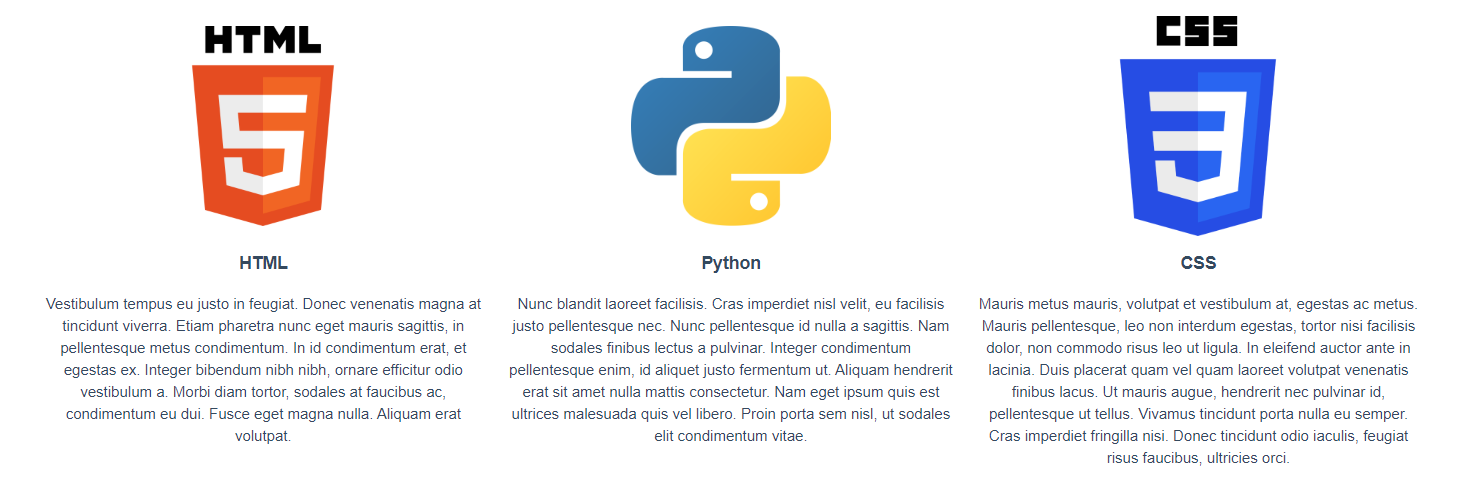 HTML
5
HTML
Vestibulum tempus eu justo in feugiat. Donec venenatis magna at
tincidunt viverra. Etiam pharetra nunc eget mauris sagittis, in
pellentesque metus condimentum. In id condimentum erat, et
egestas ex. Integer bibendum nibh nibh, ornare efficitur odio
vestibulum a. Morbi diam tortor, sodales at faucibus ac,
condimentum eu dui. Fusce eget magna nulla. Aliquam erat
volutpat.
Python
Nunc blandit laoreet facilisis. Cras imperdiet nisl velit, eu facilisis
justo pellentesque nec. Nunc pellentesque id nulla a sagittis. Nam
sodales finibus lectus a pulvinar. Integer condimentum
pellentesque enim, id aliquet justo fermentum ut. Aliquam hendrerit
erat sit amet nulla mattis consectetur. Nam eget ipsum quis est
ultrices malesuada quis vel libero. Proin porta sem nisl, ut sodales
elit condimentum vitae.
CSS
3
CSS
Mauris metus mauris, volutpat et vestibulum at, egestas ac metus.
Mauris pellentesque, leo non interdum egestas, tortor nisi facilisis
dolor, non commodo risus leo ut ligula. In eleifend auctor ante in
lacinia. Duis placerat quam vel quam laoreet volutpat venenatis
finibus lacus. Ut mauris augue, hendrerit nec pulvinar id,
pellentesque ut tellus. Vivamus tincidunt porta nulla eu semper.
Cras imperdiet fringilla nisi. Donec tincidunt odio iaculis, feugiat
risus faucibus, ultricies orci.